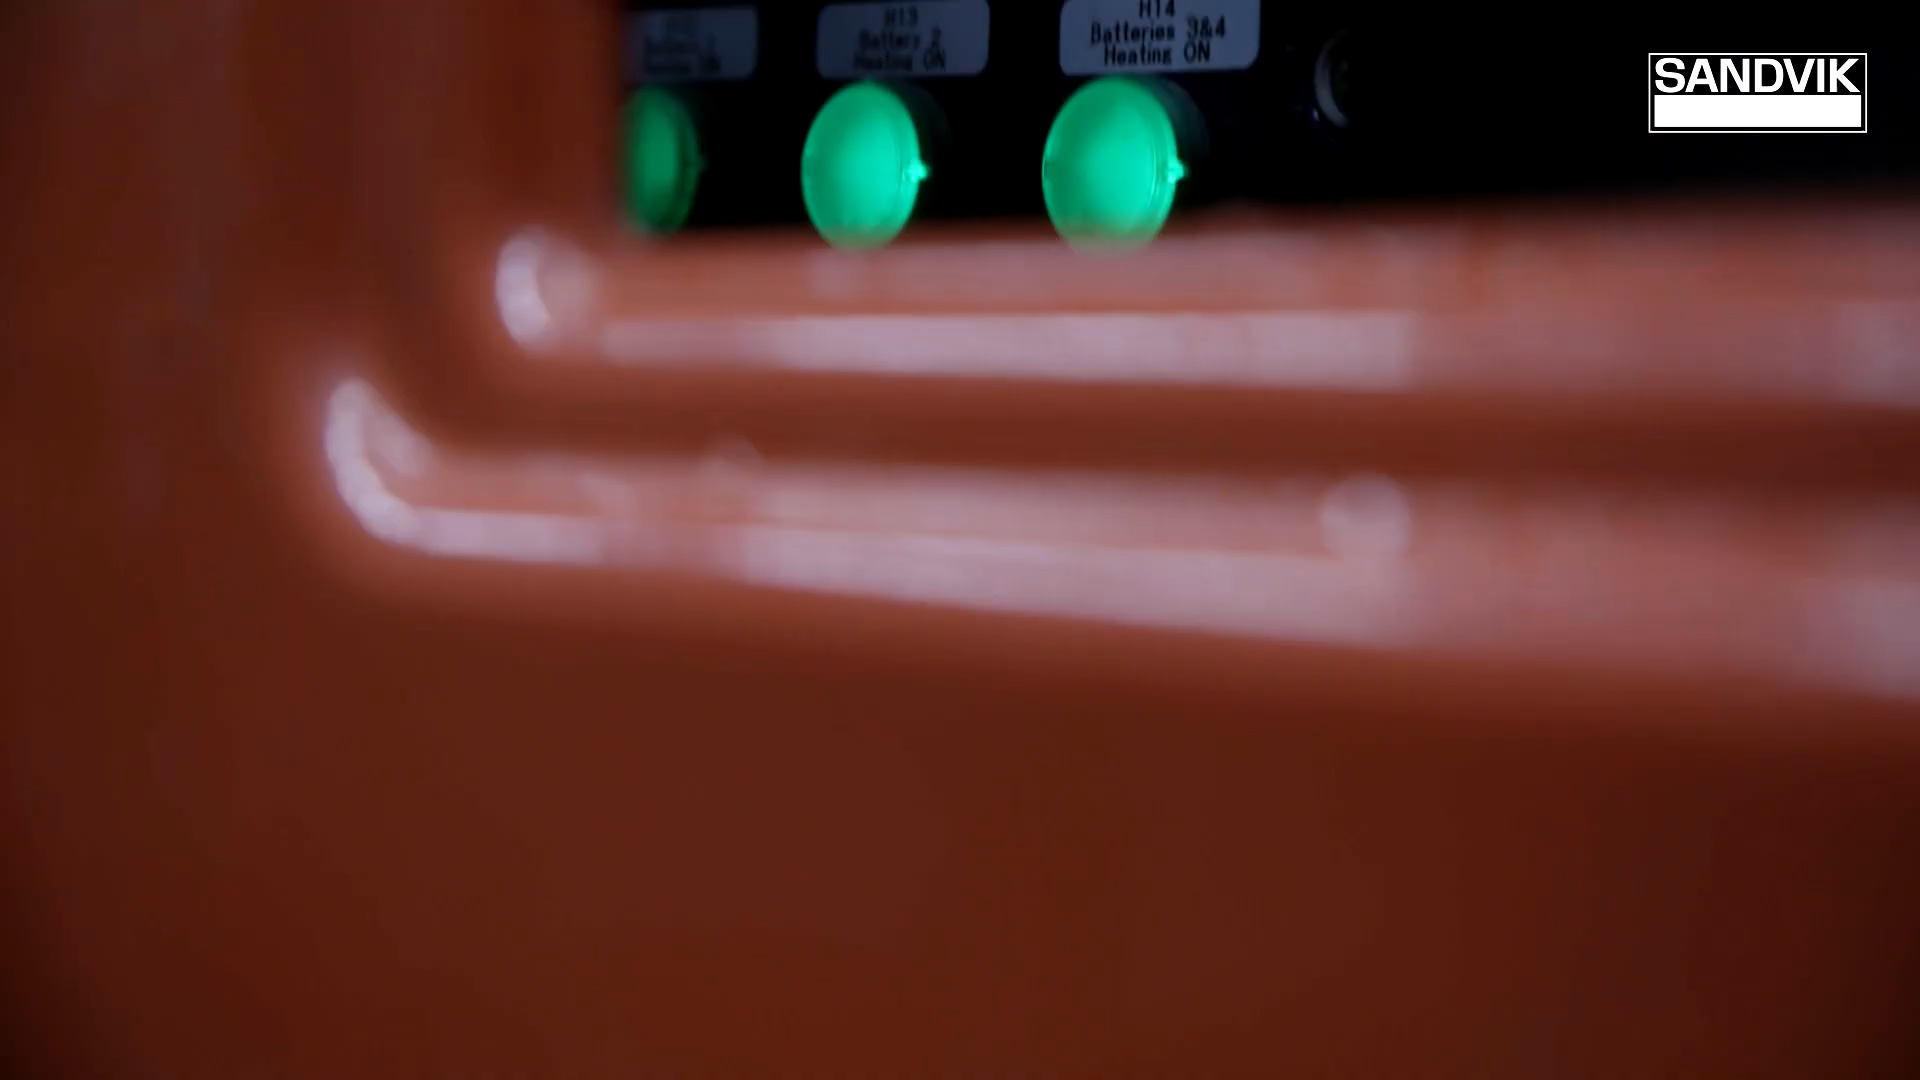 H13
Battery 2
Heating ON
H14
Batteries 3&4
Heating ON
SANDVIK